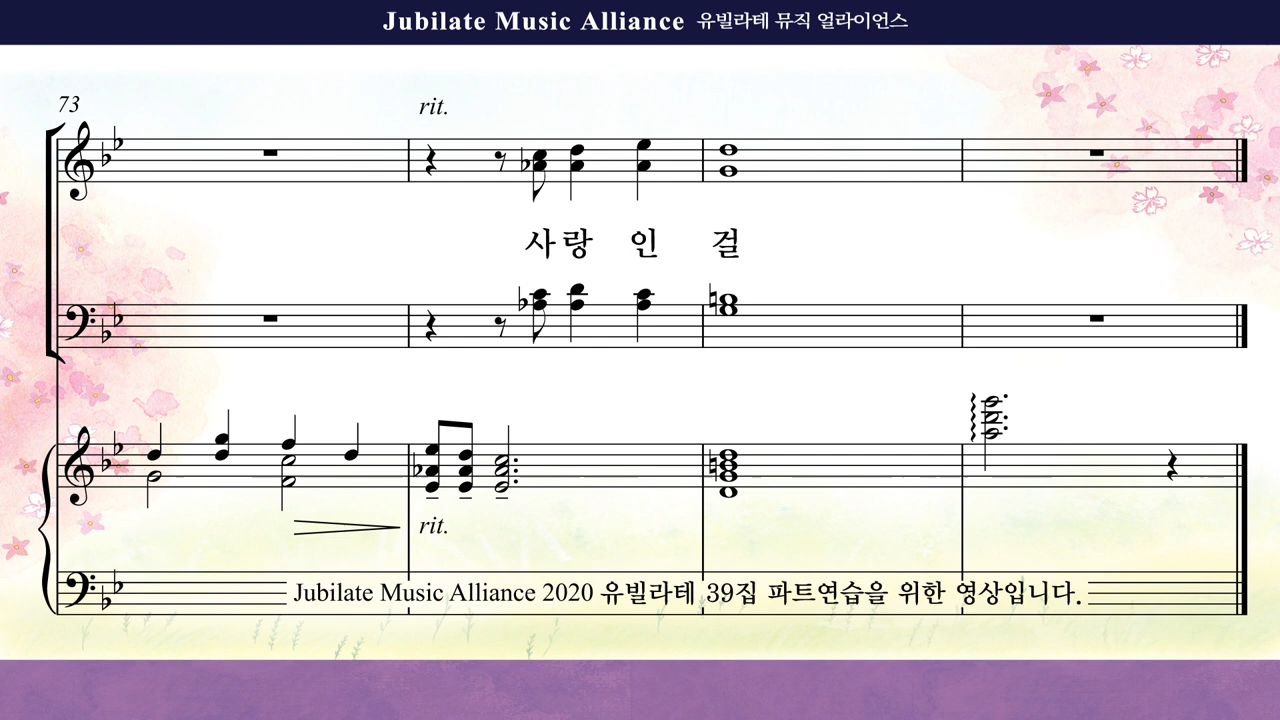 Jubilate Music Alliance 유빌라테 뮤직 얼라이언스
73
rit.
사랑 인 걸
rit.
Jubilate Music Alliance 2020 유빌라테 39집 파트연습을 위한 영상입니다.